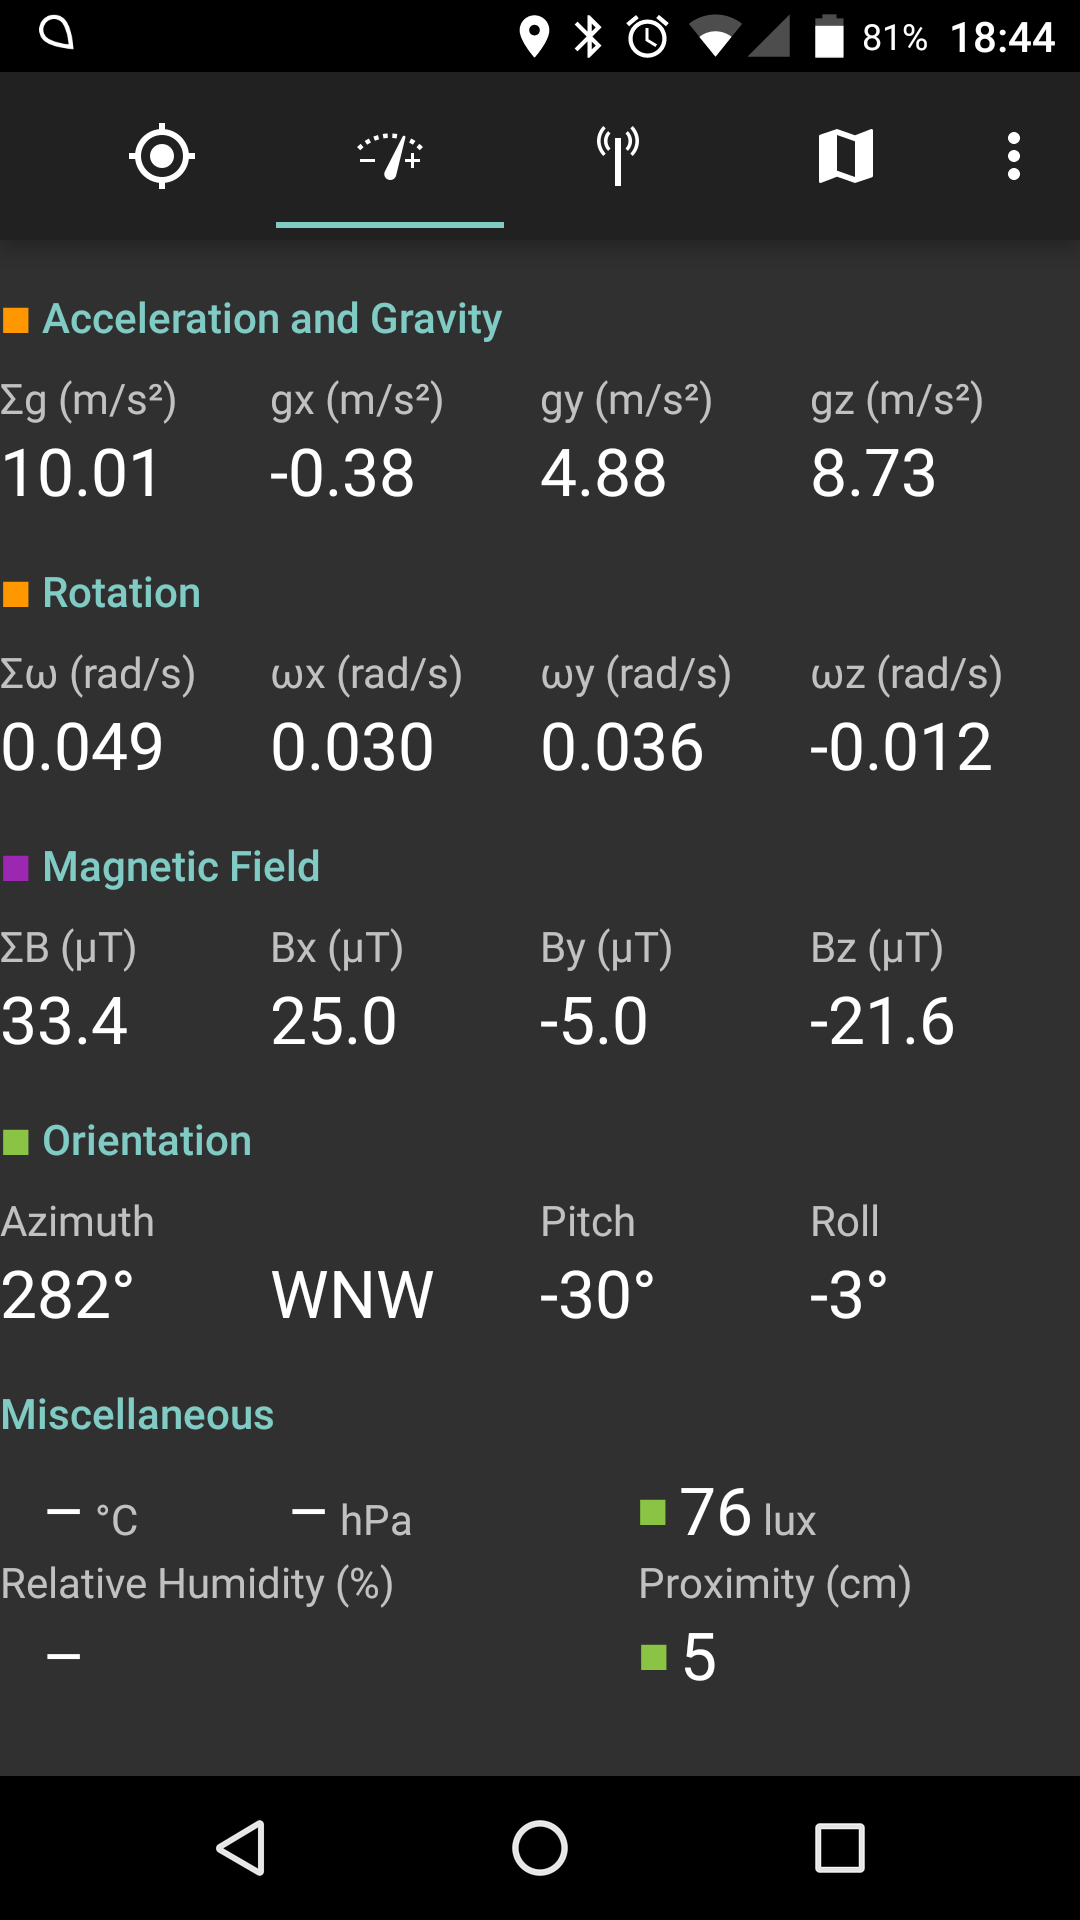 81% 18:44
Acceleration and Gravity
Σg (m/s²) gx (m/s²) gy (m/s²) gz (m/s²)
10.01 -0.38 4.88 8.73
Rotation
Σω (rad/s) ωx (rad/s) ωy (rad/s) ωz (rad/s)
0.049 0.030 0.036 -0.012
Magnetic Field
ΣB (μT) Bx (μT) By (μT) Bz (μT)
33.4 25.0 -5.0 -21.6
Orientation
Azimuth Pitch Roll
282° WNW -30° -3°
Miscellaneous
– °C – hPa 76 lux
Relative Humidity (%) Proximity (cm)
– 5